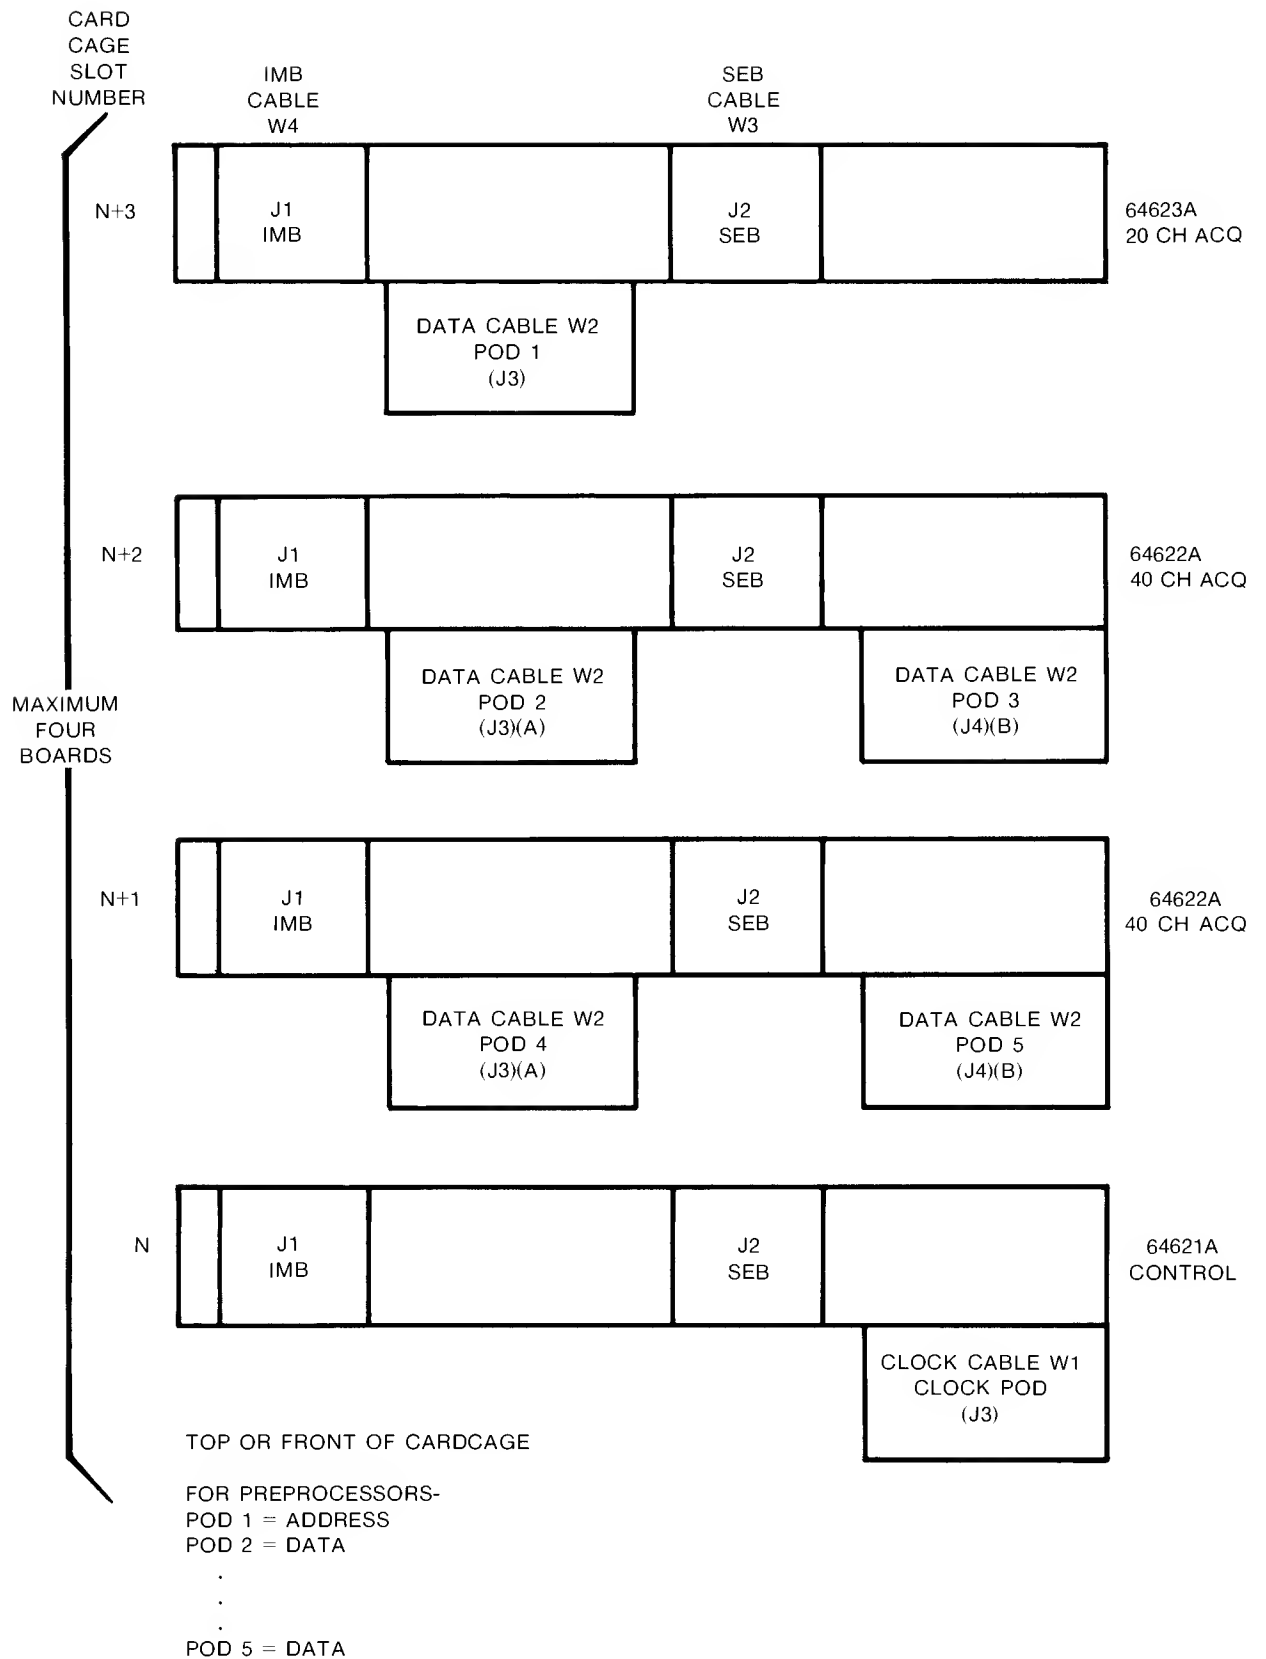 CARD
CAGE
SLOT
NUMBER
IMB
CABLE
W4
SEB
CABLE
W3
N+3
J1
IMB
J2
SEB
64623A
20 CH ACQ
DATA CABLE W2
POD 1
(J3)
N+2
J1
IMB
J2
SEB
64622A
40 CH ACQ
DATA CABLE W2
POD 2
(J3)(A)
DATA CABLE W2
POD 3
(J4)(B)
MAXIMUM
FOUR
BOARDS
N+1
J1
IMB
J2
SEB
64622A
40 CH ACQ
DATA CABLE W2
POD 4
(J3)(A)
DATA CABLE W2
POD 5
(J4)(B)
N
J1
IMB
J2
SEB
64621A
CONTROL
CLOCK CABLE W1
CLOCK POD
(J3)
TOP OR FRONT OF CARDCAGE
FOR PREPROCESSORS-
POD 1 = ADDRESS
POD 2 = DATA
.
.
.
POD 5 = DATA